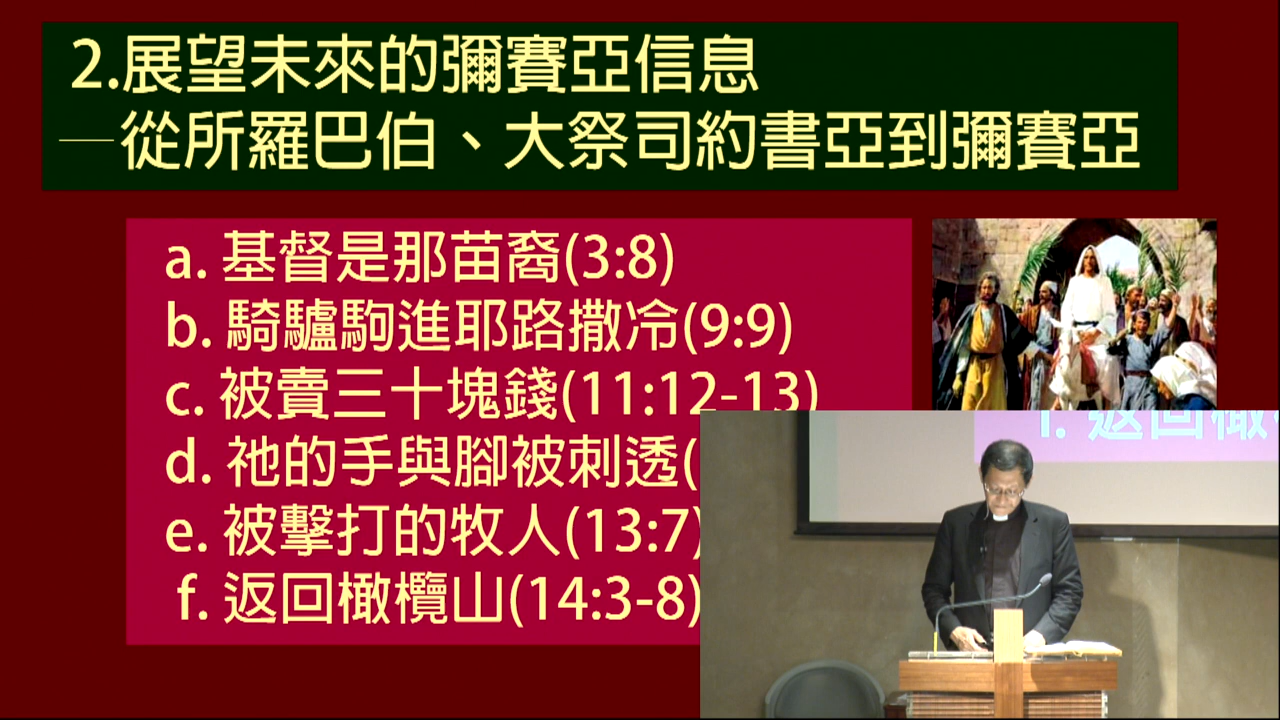 2.展望未來的彌賽亞信息
—從所羅巴伯、大祭司約書亞到彌賽亞
a. 基督是那苗裔(3:8)
b. 騎驢駒進耶路撒冷(9:9)
c. 被賣三十塊錢(11:12-13)
d. 祂的手與腳被刺透(
e. 被擊打的牧人(13:7)
f. 返回橄欖山(14:3-8)
f. 返回橄